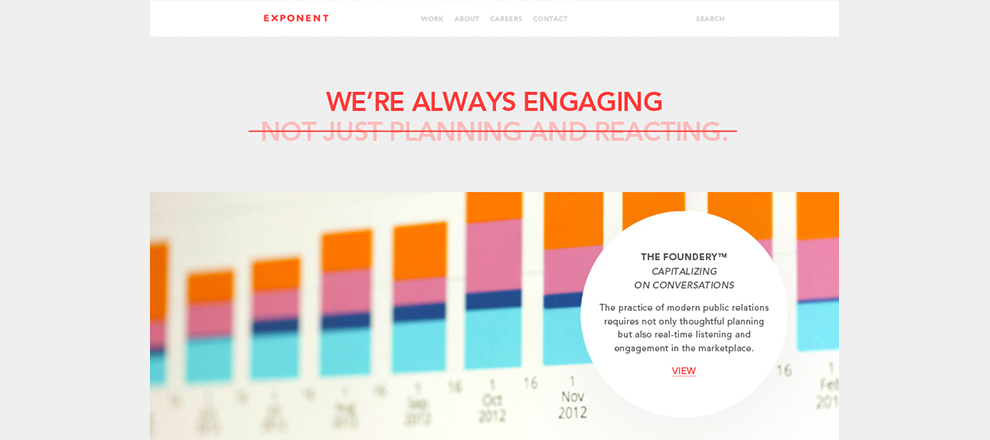 EXPONENT
WORK ABOUT CAREERS CONTACT
SEARCH
WE’RE ALWAYS ENGAGING
NOT JUST PLANNING AND REACTING.
THE FOUNDERY™
CAPITALIZING
ON CONVERSATIONS
The practice of modern public relations
requires not only thoughtful planning
but also real-time listening and
engagement in the marketplace.
VIEW
16 1 16 1 16 1 16 1
Aug Sep Oct Nov Feb
2012 2012 2012 2012 201